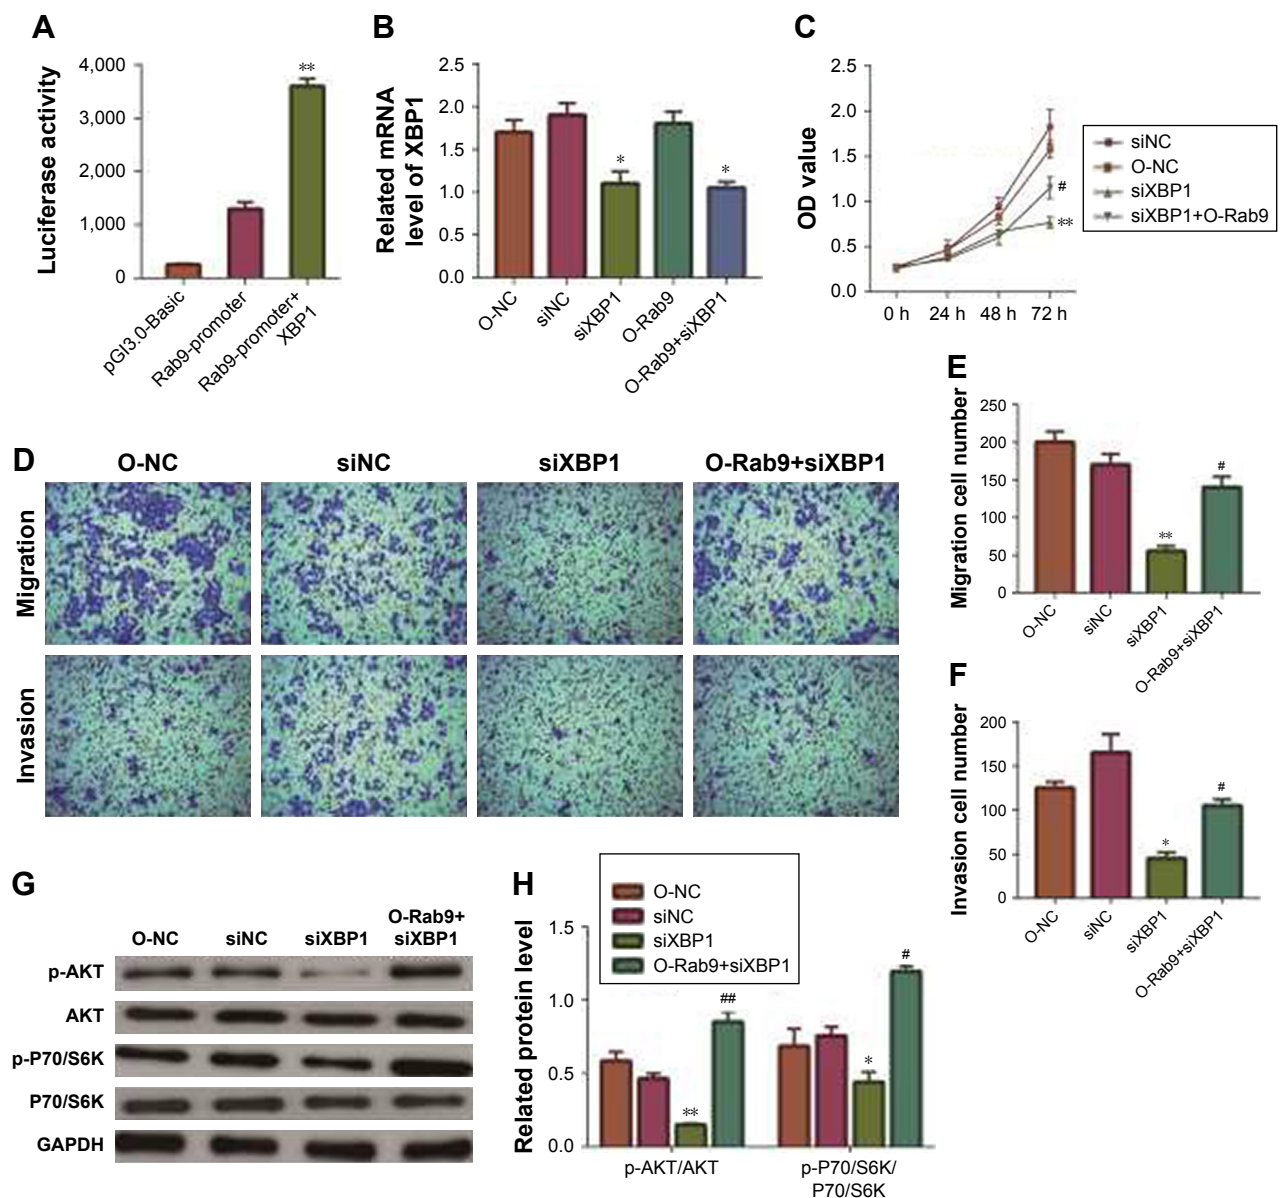 A
Luciferase activity
4,000
3,000
2,000
1,000
0
**
pGl3.0-Basic
Rab9-promoter
Rab9-promoter+
XBP1
B
Related mRNA
level of XBP1
2.5
2.0
1.5
1.0
0.5
0.0
*
*
O-NC
siNC
siXBP1
O-Rab9
O-Rab9+siXBP1
C
OD value
2.5
2.0
1.5
1.0
0.5
0.0
#
**
0 h
24 h
48 h
72 h
siNC
O-NC
siXBP1
siXBP1+O-Rab9
D
O-NC
siNC
siXBP1
O-Rab9+siXBP1
Migration
Invasion
E
Migration cell number
250
200
150
100
50
0
**
#
O-NC
siNC
siXBP1
O-Rab9+siXBP1
F
Invasion cell number
200
150
100
50
0
*
#
O-NC
siNC
siXBP1
O-Rab9+siXBP1
G
O-NC
siNC
siXBP1
O-Rab9+
siXBP1
p-AKT
AKT
p-P70/S6K
P70/S6K
GAPDH
H
Related protein level
O-NC
siNC
siXBP1
O-Rab9+siXBP1
1.5
1.0
0.5
0.0
**
##
*
#
p-AKT/AKT
p-P70/S6K/
P70/S6K